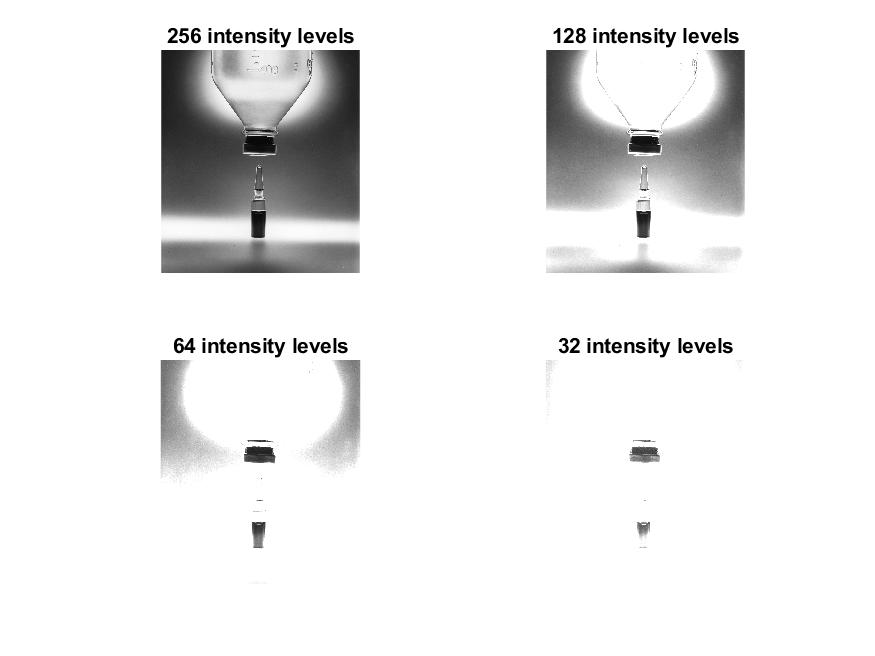 256 intensity levels
128 intensity levels
64 intensity levels
32 intensity levels